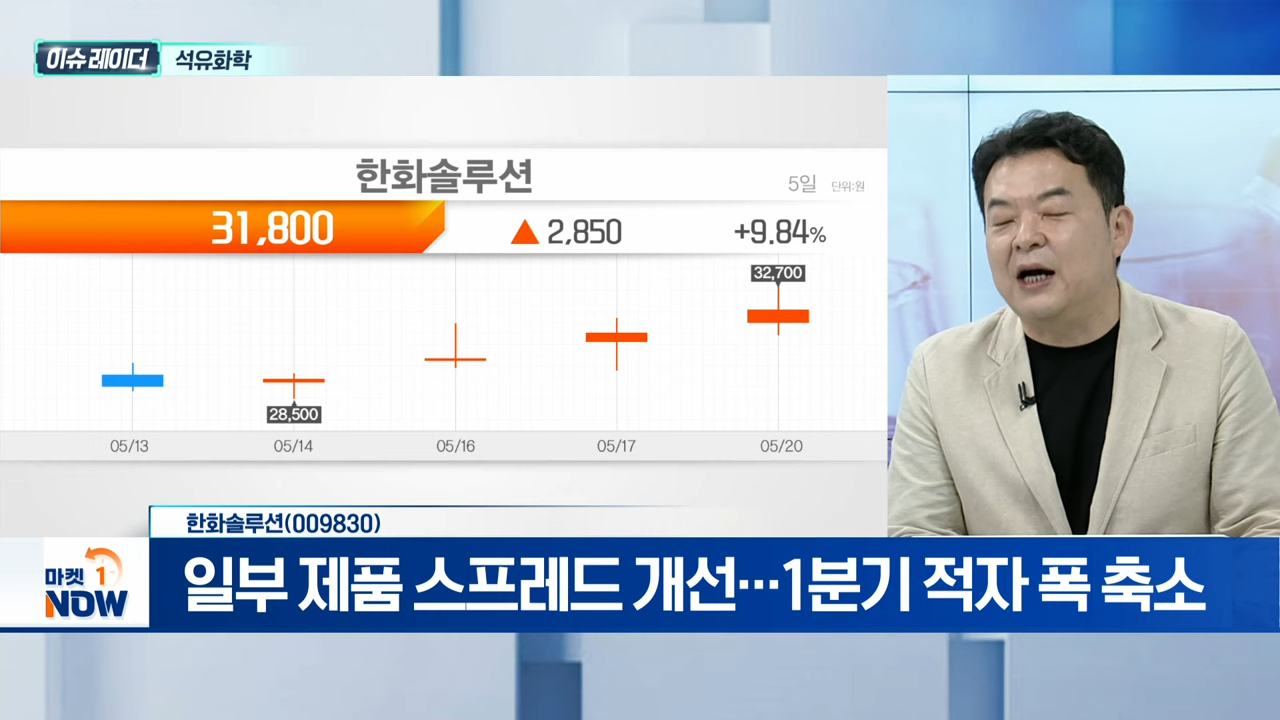 이슈레이더 석유화학
한화솔루션
5일 단위:원
31,800 ▲ 2,850 +9.84%
32,700
28,500
05/13 05/14 05/16 05/17 05/20
한화솔루션(009830)
마켓 1
NOW
일부 제품 스프레드 개선…1분기 적자 폭 축소